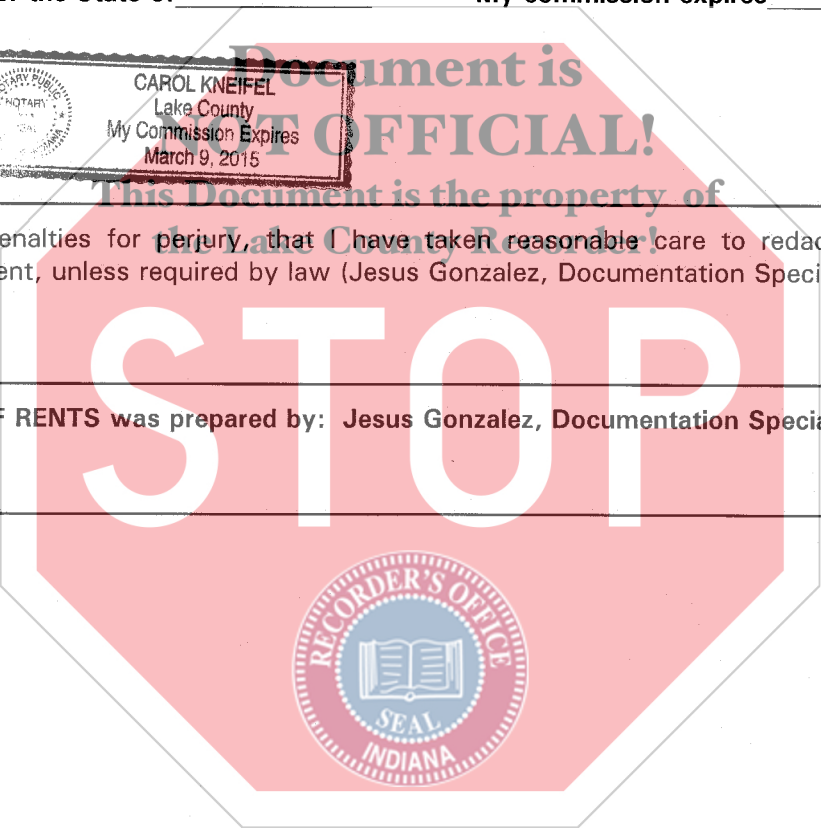 the State of
My commission expires
NOTARY PUBLIC
NOTARY
SEAL
INDIANA
CAROL KNEIFEL
Lake County
My Commission Expires
March 9, 2015
Document is
NOT OFFICIAL!
This Document is the property of
the Lake County Recorder!
enalties for perjury, that I have taken reasonable care to redac
ent, unless required by law (Jesus Gonzalez, Documentation Speci
STOP
F RENTS was prepared by: Jesus Gonzalez, Documentation Specia
RECORDER'S OFFICE
SEAL
INDIANA